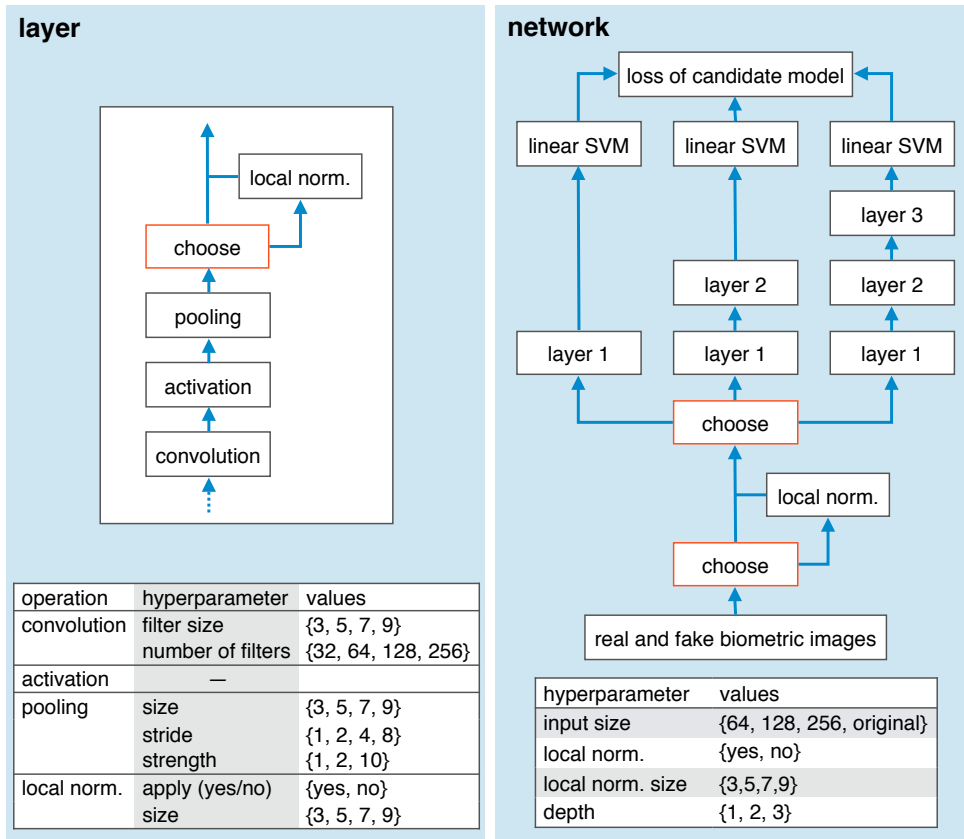 layer
local norm.
choose
pooling
activation
convolution
operation hyperparameter values
convolution filter size {3, 5, 7, 9}
number of filters {32, 64, 128, 256}
activation —
pooling size {3, 5, 7, 9}
stride {1, 2, 4, 8}
strength {1, 2, 10}
local norm. apply (yes/no) {yes, no}
size {3, 5, 7, 9}
network
loss of candidate model
linear SVM linear SVM linear SVM
layer 3
layer 2 layer 2
layer 1 layer 1 layer 1
choose
local norm.
choose
real and fake biometric images
hyperparameter values
input size {64, 128, 256, original}
local norm. {yes, no}
local norm. size {3,5,7,9}
depth {1, 2, 3}